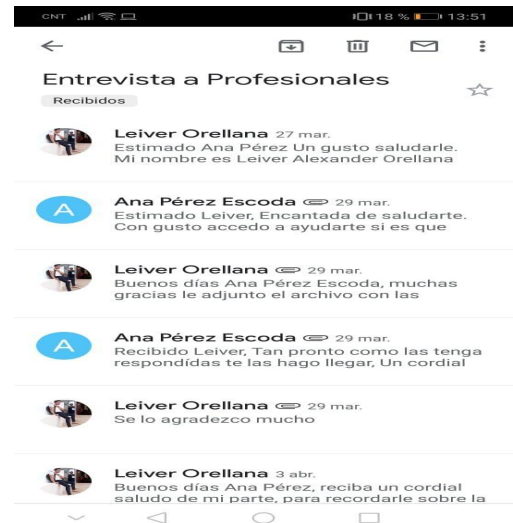 CNT 18 % 13:51
Entrevista a Profesionales
Recibidos
Leiver Orellana 27 mar.
Estimado Ana Pérez Un gusto saludarle.
Mi nombre es Leiver Alexander Orellana
A
Ana Pérez Escoda 29 mar.
Estimado Leiver, Encantada de saludarte.
Con gusto accedo a ayudarte si es que
Leiver Orellana 29 mar.
Buenos días Ana Pérez Escoda, muchas
gracias le adjunto el archivo con las
A
Ana Pérez Escoda 29 mar.
Recibido Leiver, Tan pronto como las tenga
respondídas te las hago llegar, Un cordial
Leiver Orellana 29 mar.
Se lo agradezco mucho
Leiver Orellana 3 abr.
Buenos días Ana Pérez, reciba un cordial
saludo de mi parte, para recordarle sobre la